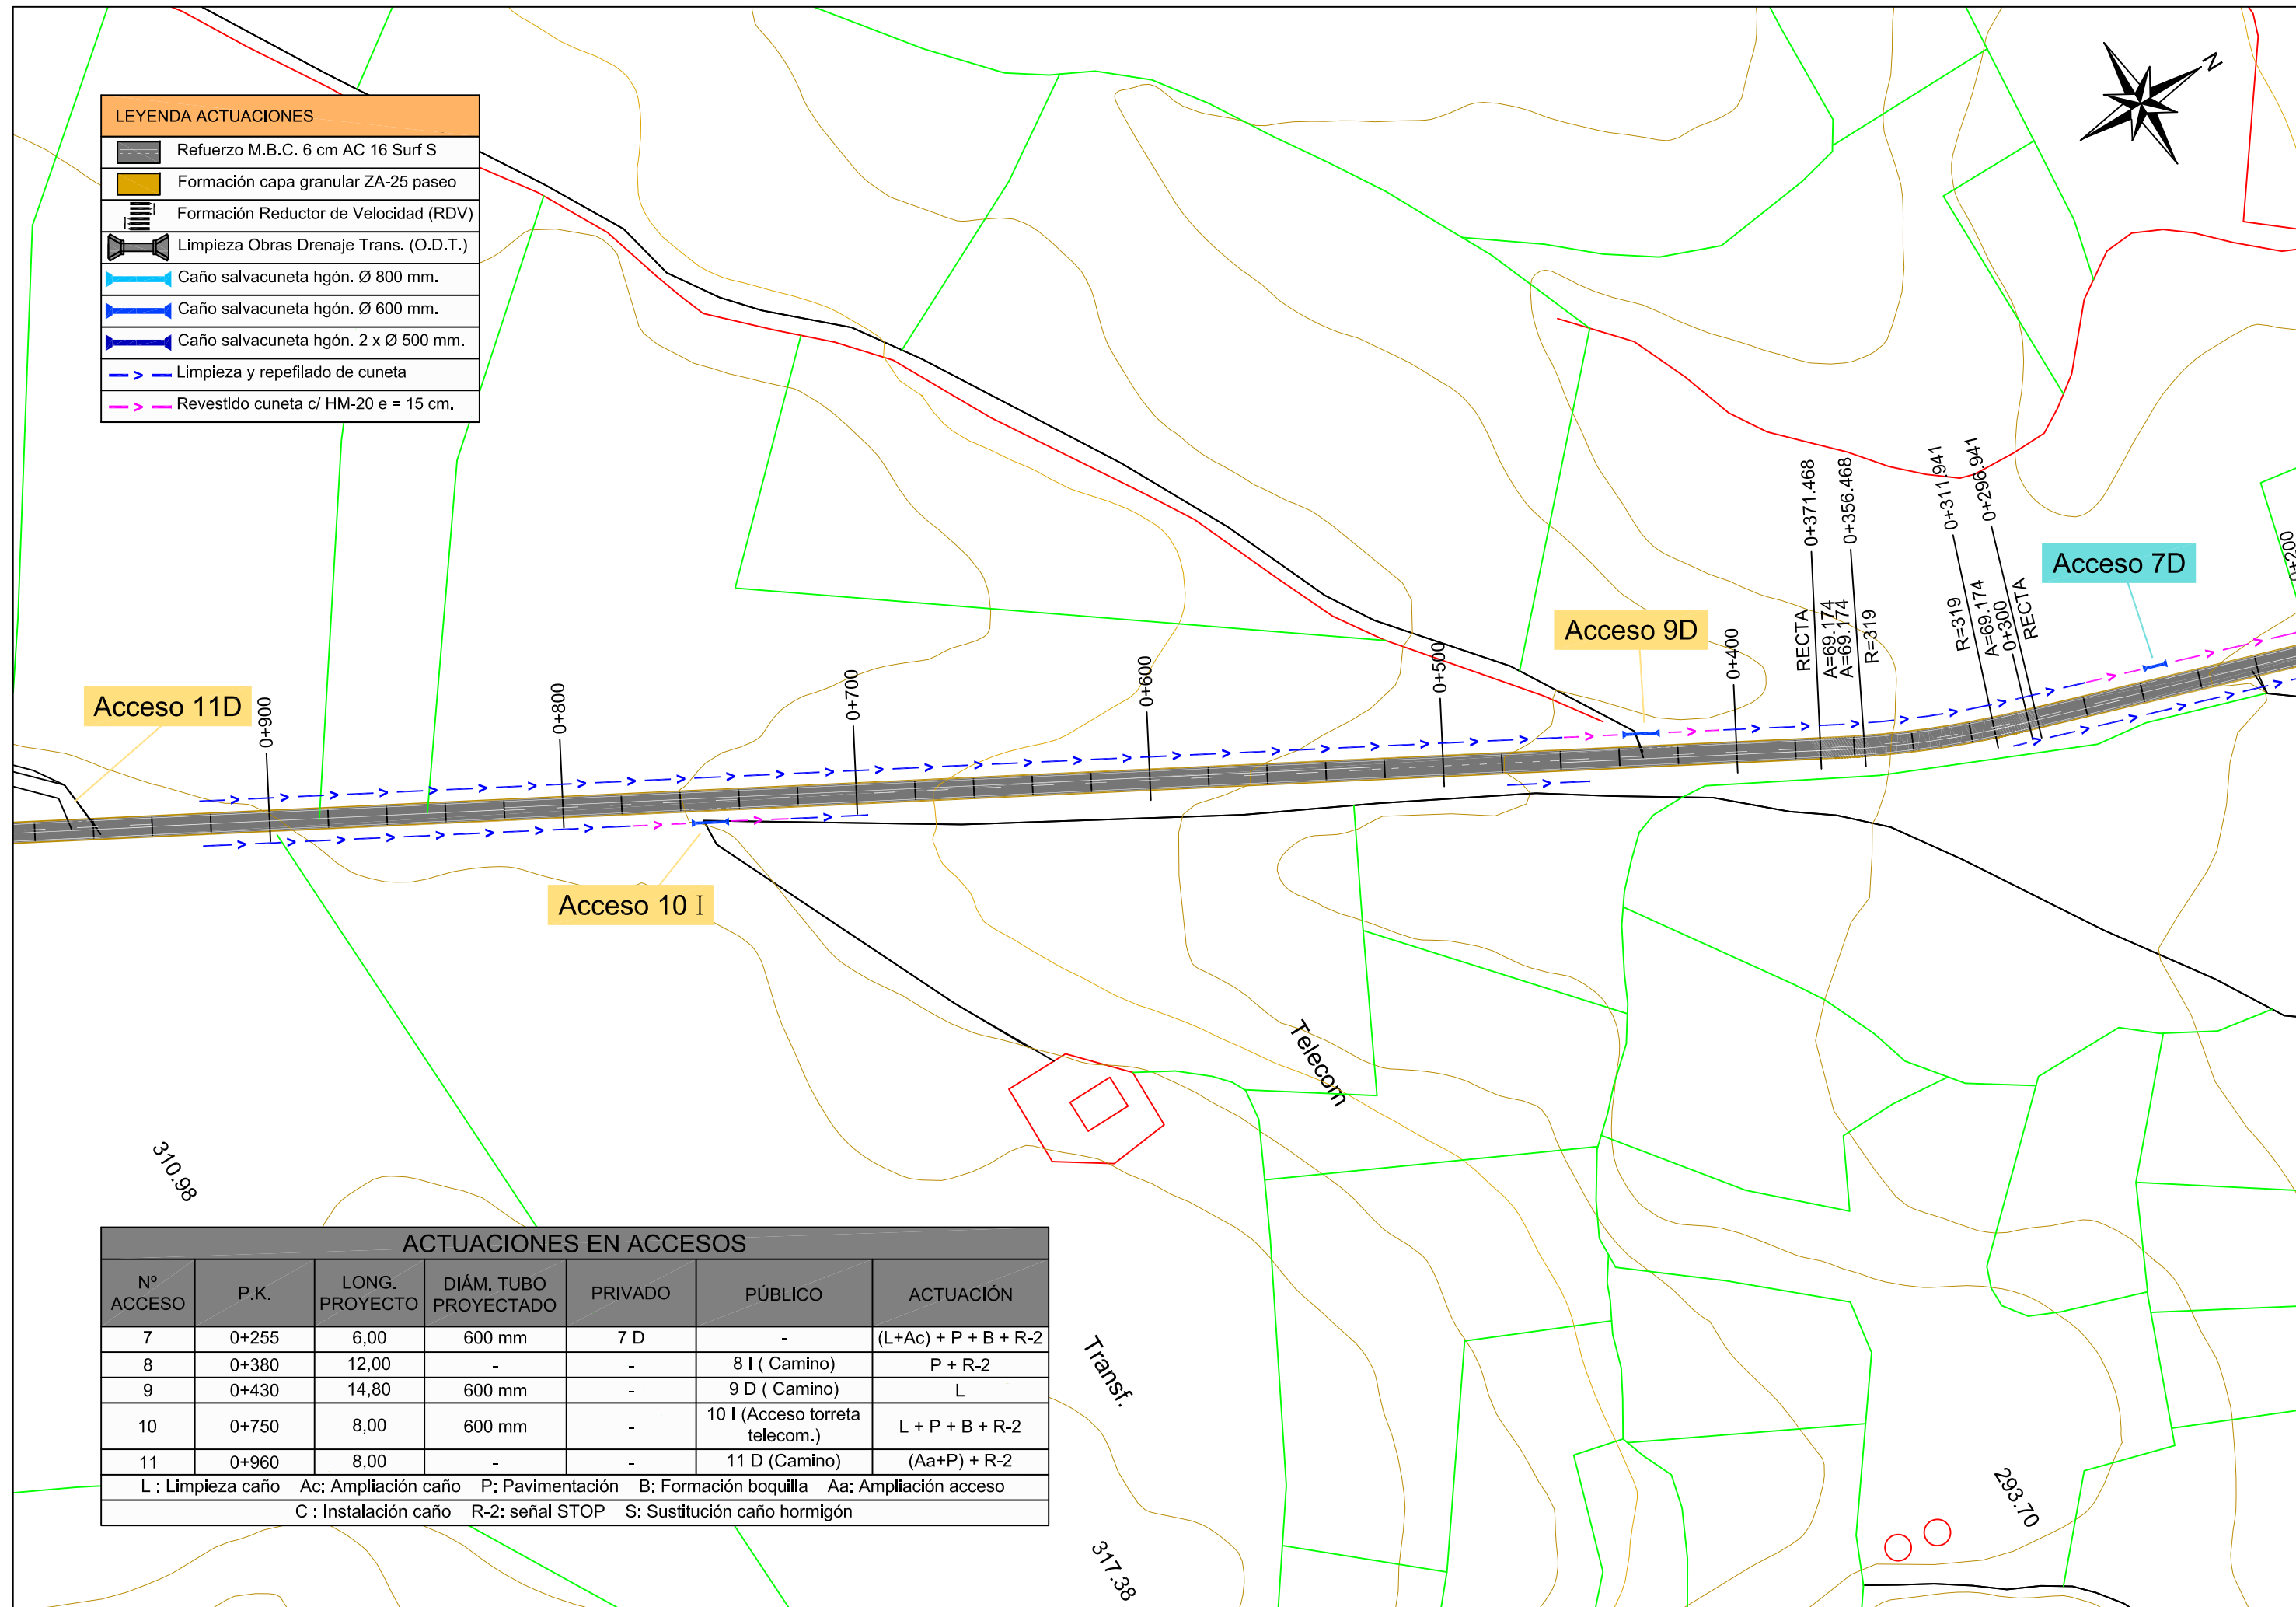 N
LEYENDA ACTUACIONES
Refuerzo M.B.C. 6 cm AC 16 Surf S
Formación capa granular ZA-25 paseo
Formación Reductor de Velocidad (RDV)
Limpieza Obras Drenaje Trans. (O.D.T.)
Caño salvacuneta hgón. Ø 800 mm.
Caño salvacuneta hgón. Ø 600 mm.
Caño salvacuneta hgón. 2 x Ø 500 mm.
Limpieza y repefilado de cuneta
Revestido cuneta c/ HM-20 e = 15 cm.
Acceso 11D
0+900
0+800
Acceso 10 I
0+700
0+600
0+500
Acceso 9D
0+400
RECTA
0+371.468
A=69.174
A=69.174
0+356.468
R=319
R=319
0+311.941
A=69.174
0+300
0+296.941
RECTA
Acceso 7D
0+200
Telecom
310.98
Transf.
317.38
293.70
ACTUACIONES EN ACCESOS
Nº ACCESO P.K. LONG. PROYECTO DIÁM. TUBO PROYECTADO PRIVADO PÚBLICO ACTUACIÓN
7 0+255 6,00 600 mm 7 D - (L+Ac) + P + B + R-2
8 0+380 12,00 - - 8 I ( Camino) P + R-2
9 0+430 14,80 600 mm - 9 D ( Camino) L
10 0+750 8,00 600 mm - 10 I (Acceso torreta telecom.) L + P + B + R-2
11 0+960 8,00 - - 11 D (Camino) (Aa+P) + R-2
L : Limpieza caño Ac: Ampliación caño P: Pavimentación B: Formación boquilla Aa: Ampliación acceso
C : Instalación caño R-2: señal STOP S: Sustitución caño hormigón